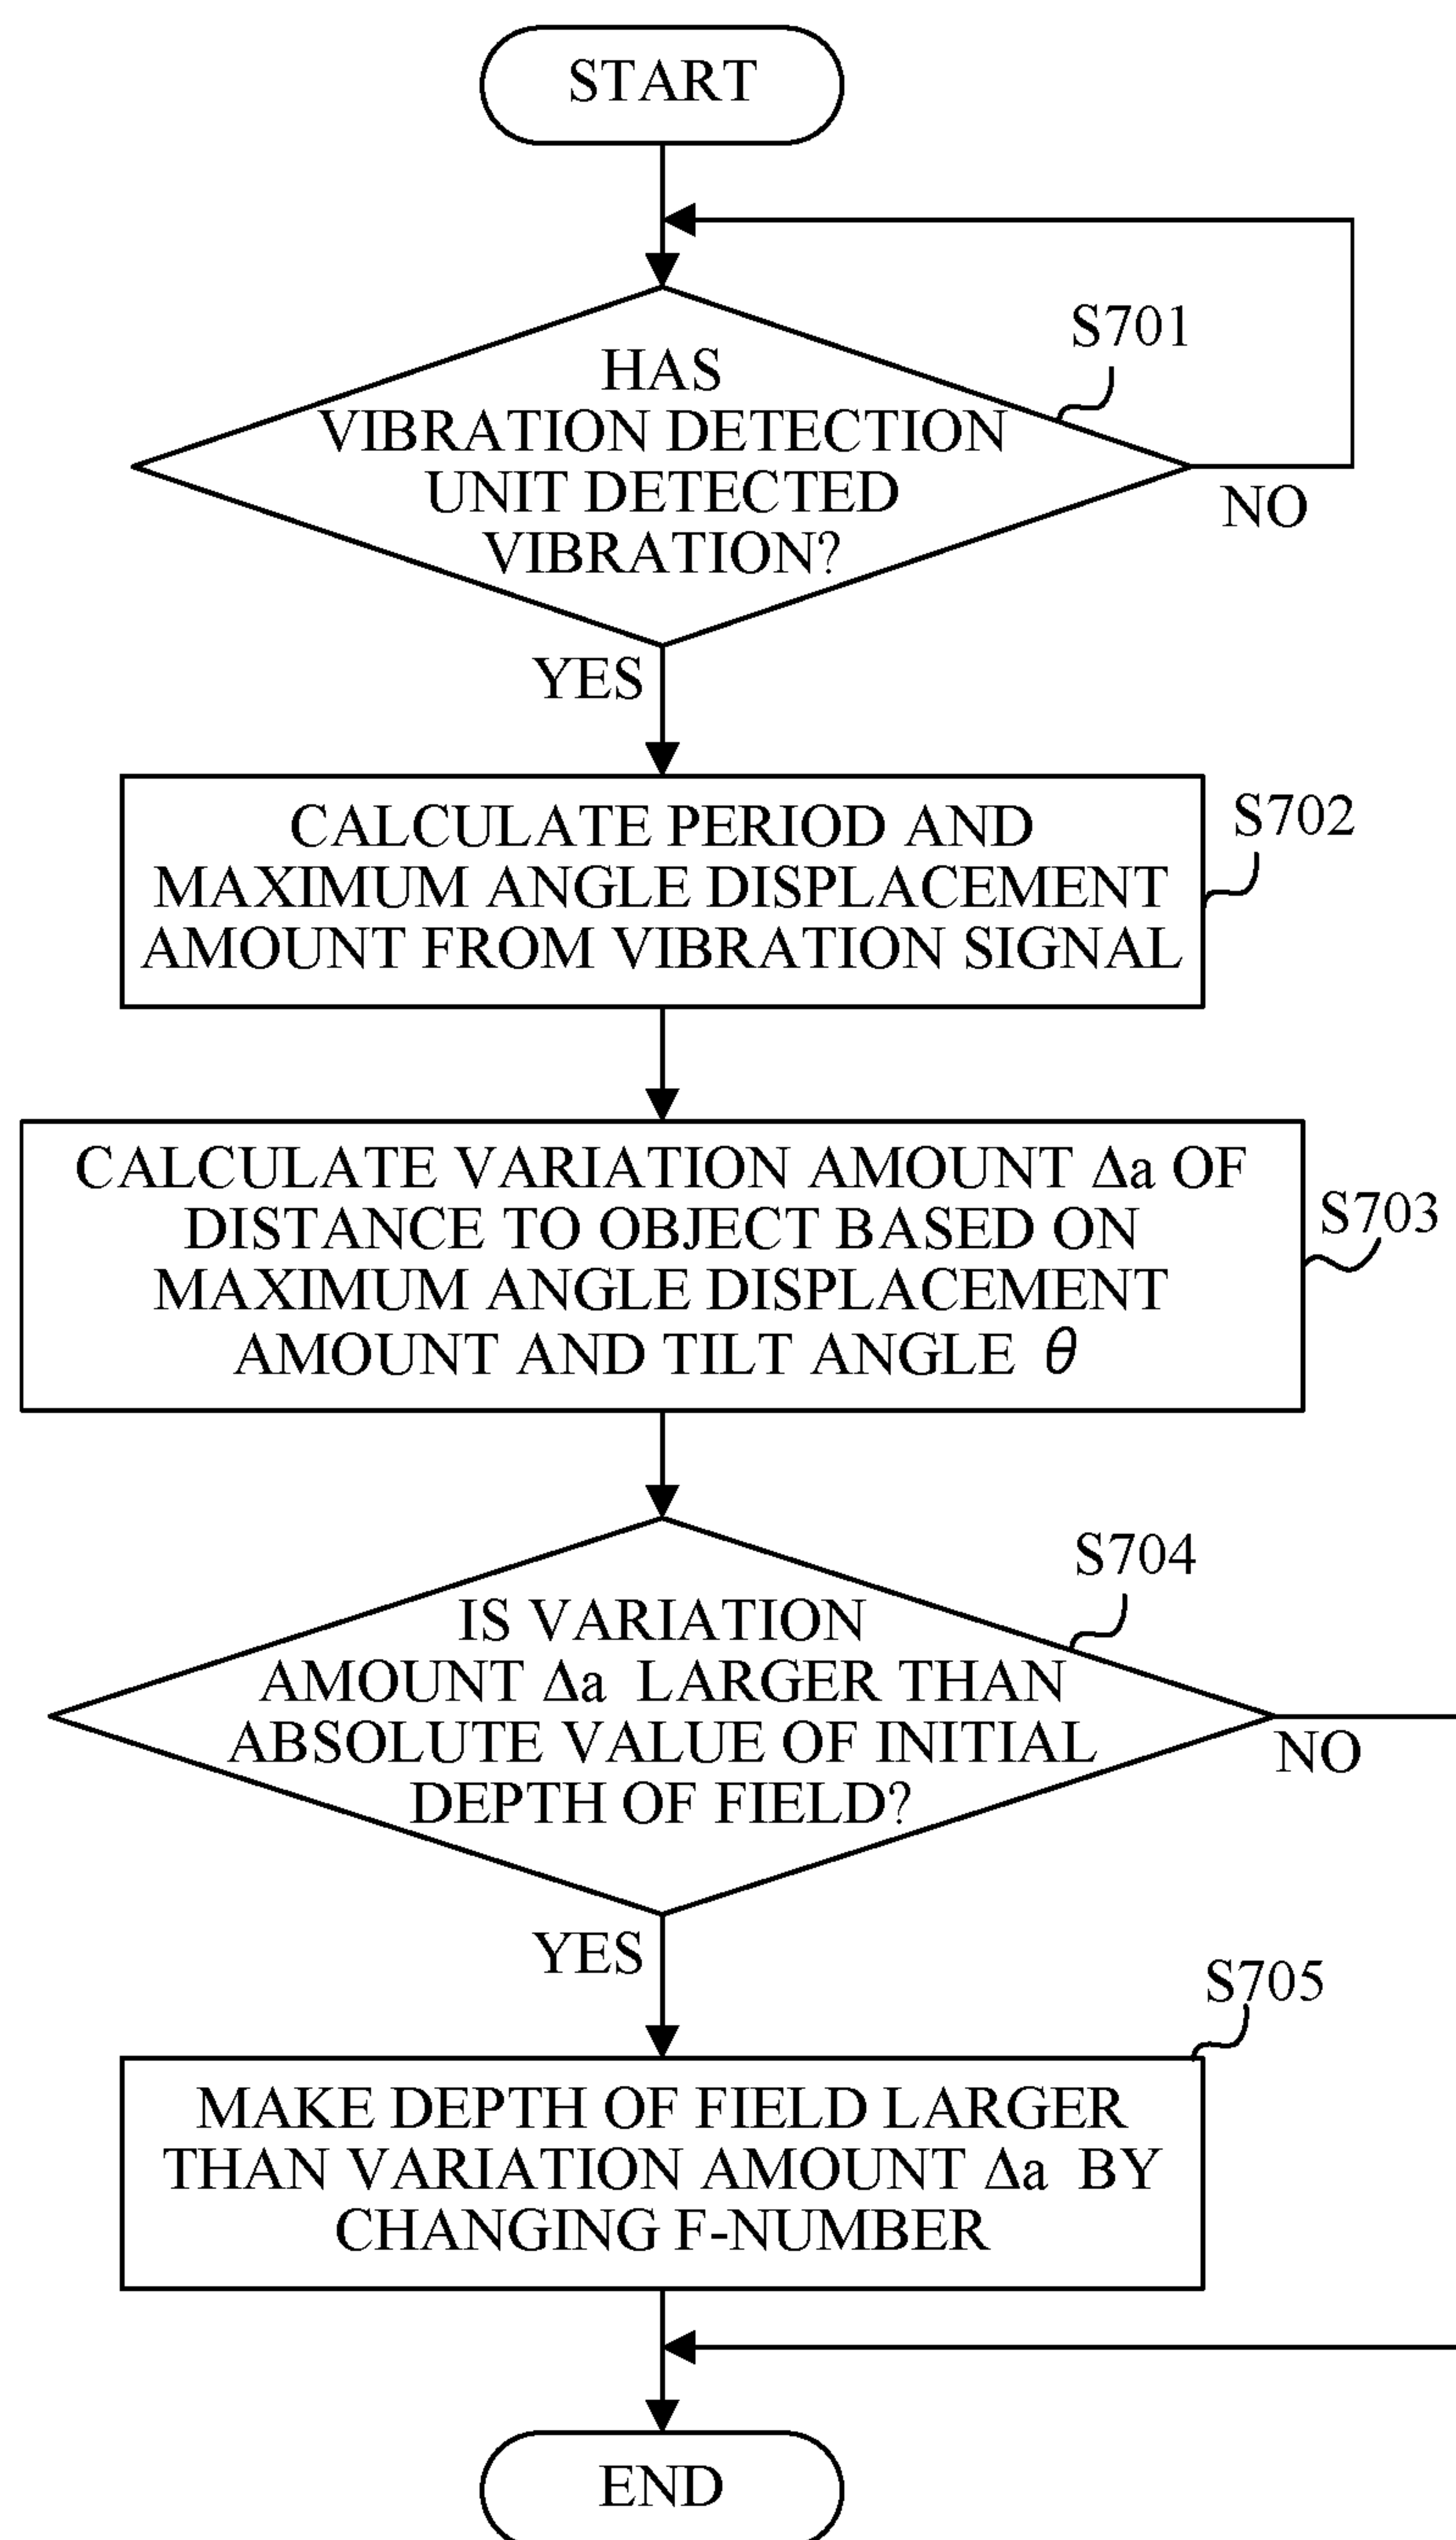 START
S701
HAS
VIBRATION DETECTION
UNIT DETECTED
VIBRATION?
NO
YES
S702
CALCULATE PERIOD AND
MAXIMUM ANGLE DISPLACEMENT
AMOUNT FROM VIBRATION SIGNAL
CALCULATE VARIATION AMOUNT Δa OF
DISTANCE TO OBJECT BASED ON
MAXIMUM ANGLE DISPLACEMENT
AMOUNT AND TILT ANGLE θ
S703
S704
IS VARIATION
AMOUNT Δa LARGER THAN
ABSOLUTE VALUE OF INITIAL
DEPTH OF FIELD?
NO
YES
S705
MAKE DEPTH OF FIELD LARGER
THAN VARIATION AMOUNT Δa BY
CHANGING F-NUMBER
END